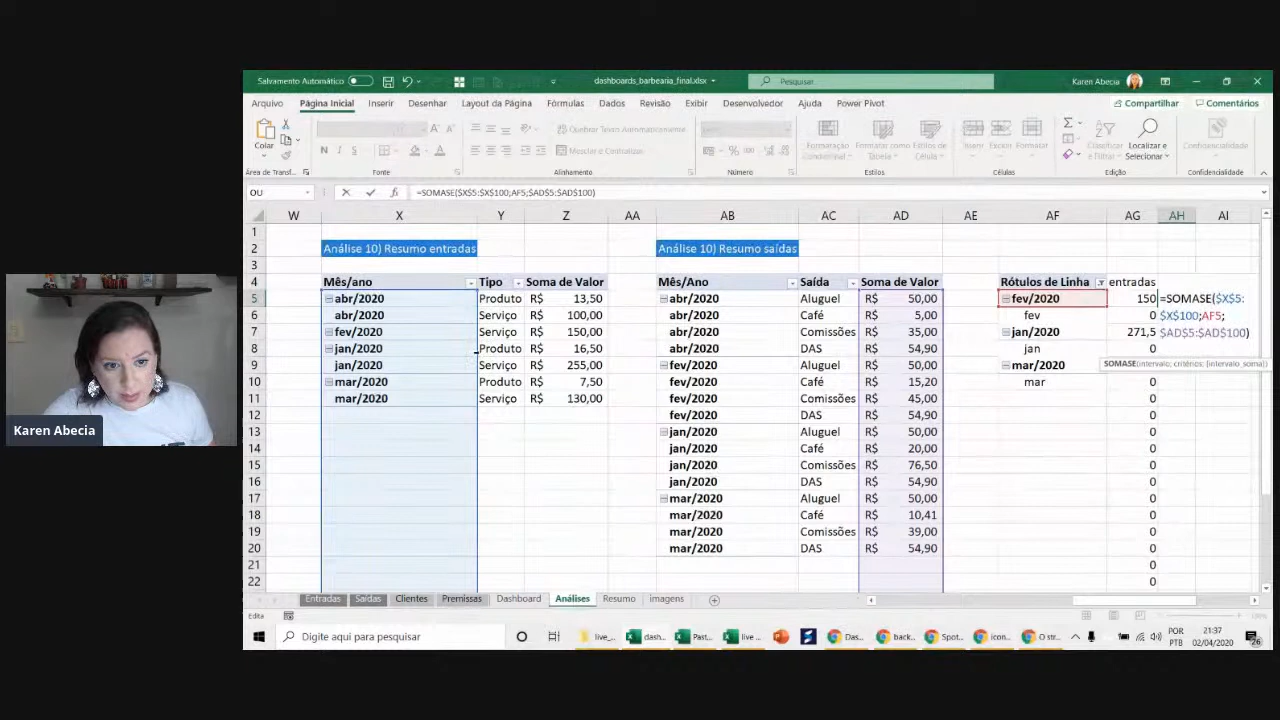 Salvamento Automático
dashboards_barbearia_final.xlsx
Pesquisar
Karen Abecia
Arquivo Página Inicial Inserir Desenhar Layout da Página Fórmulas Dados Revisão Exibir Desenvolvedor Ajuda Power Pivot Compartilhar Comentários
Colar
N I S
Quebrar Texto Automaticamente
Mesclar e Centralizar
Formatação Condicional
Formatar como Tabela
Estilos de Célula
Inserir Excluir Formatar
Classificar e Filtrar
Localizar e Selecionar
Confidencialidade
Área de Transf... Fonte Alinhamento Número Estilos Células Edição Confidencialidade
OU =SOMASE($X$5:$X$100;AF5;$AD$5:$AD$100)
W X Y Z AA AB AC AD AE AF AG AH AI
1
2 Análise 10) Resumo entradas Análise 10) Resumo saídas
3
4 Mês/ano Tipo Soma de Valor Mês/Ano Saída Soma de Valor Rótulos de Linha entradas
5 abr/2020 Produto R$ 13,50 abr/2020 Aluguel R$ 50,00 fev/2020 150 =SOMASE($X$5:
6 abr/2020 Serviço R$ 100,00 abr/2020 Café R$ 5,00 fev 0 $X$100;AF5;
7 fev/2020 Serviço R$ 150,00 abr/2020 Comissões R$ 35,00 jan/2020 271,5 $AD$5:$AD$100)
8 jan/2020 Produto R$ 16,50 abr/2020 DAS R$ 54,90 jan 0
9 jan/2020 Serviço R$ 255,00 fev/2020 Aluguel R$ 50,00 mar/2020 SOMASE(intervalo; critérios; [intervalo_soma])
10 mar/2020 Produto R$ 7,50 fev/2020 Café R$ 15,20 mar 0
11 mar/2020 Serviço R$ 130,00 fev/2020 Comissões R$ 45,00 0
12 fev/2020 DAS R$ 54,90 0
13 jan/2020 Aluguel R$ 50,00 0
14 jan/2020 Café R$ 20,00 0
15 jan/2020 Comissões R$ 76,50 0
16 jan/2020 DAS R$ 54,90 0
17 mar/2020 Aluguel R$ 50,00 0
18 mar/2020 Café R$ 10,41 0
19 mar/2020 Comissões R$ 39,00 0
20 mar/2020 DAS R$ 54,90 0
21 0
22 0
Karen Abecia
Entradas Saídas Clientes Premissas Dashboard Análises Resumo imagens
Edita
Digite aqui para pesquisar
live_... dash... Past... live ... Das... back... Spot... icon... O str...
POR
PTB
21:37
02/04/2020
26